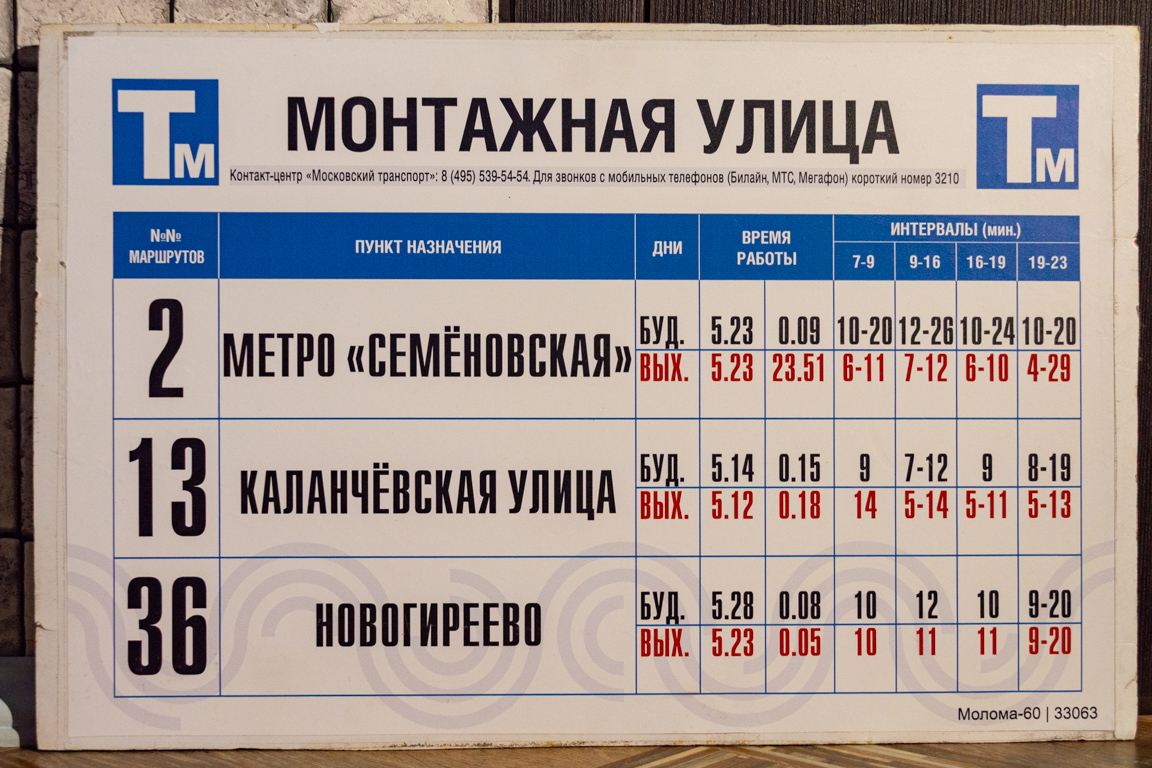 Тм
МОНТАЖНАЯ УЛИЦА
Тм
Контакт-центр «Московский транспорт»: 8 (495) 539-54-54. Для звонков с мобильных телефонов (Билайн, МТС, Мегафон) короткий номер 3210
№№ МАРШРУТОВ
ПУНКТ НАЗНАЧЕНИЯ
ДНИ
ВРЕМЯ РАБОТЫ
ИНТЕРВАЛЫ (мин.)
7-9 9-16 16-19 19-23
2 МЕТРО «СЕМЁНОВСКАЯ»
БУД. 5.23 0.09 10-20 12-26 10-24 10-20
ВЫХ. 5.23 23.51 6-11 7-12 6-10 4-29
13 КАЛАНЧЁВСКАЯ УЛИЦА
БУД. 5.14 0.15 9 7-12 9 8-19
ВЫХ. 5.12 0.18 14 5-14 5-11 5-13
36 НОВОГИРЕЕВО
БУД. 5.28 0.08 10 12 10 9-20
ВЫХ. 5.23 0.05 10 11 11 9-20
Молома-60 | 33063